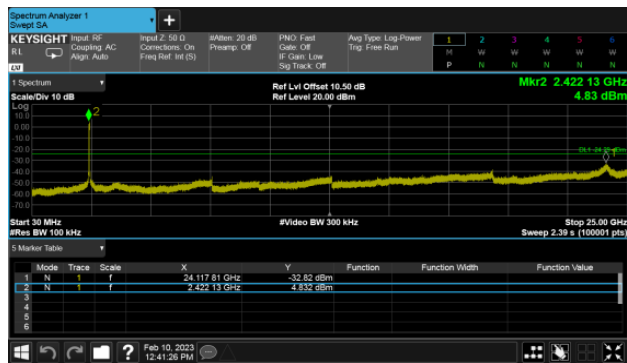 Spectrum Analyzer 1
Swept SA
KEYSIGHT Input: RF Input Z: 50 Ω #Atten: 20 dB PNO: Fast Avg Type: Log-Power 1 2 3 4 5 6
RL Coupling: AC Corrections: On Preamp: Off Gate: Off Trig: Free Run M W W W W W
Align: Auto Freq Ref: Int (S) IF Gain: Low P N N N N N
Sig Track: Off
1 Spectrum Ref Lvl Offset 10.50 dB Mkr2 2.422 13 GHz
Scale/Div 10 dB Ref Level 20.00 dBm 4.83 dBm
Log
10.0
0.00
-10.0
-20.0
-30.0
-40.0
-50.0
-60.0
-70.0
2
1
Start 30 MHz #Video BW 300 kHz Stop 25.00 GHz
#Res BW 100 kHz Sweep 2.39 s (100001 pts)
5 Marker Table
Mode Trace Scale X Y Function Function Width Function Value
1 N 1 f 24.117 81 GHz -32.82 dBm
2 N 1 f 2.422 13 GHz 4.832 dBm
3
4
5
6
? Feb 10, 2023
12:41:26 PM